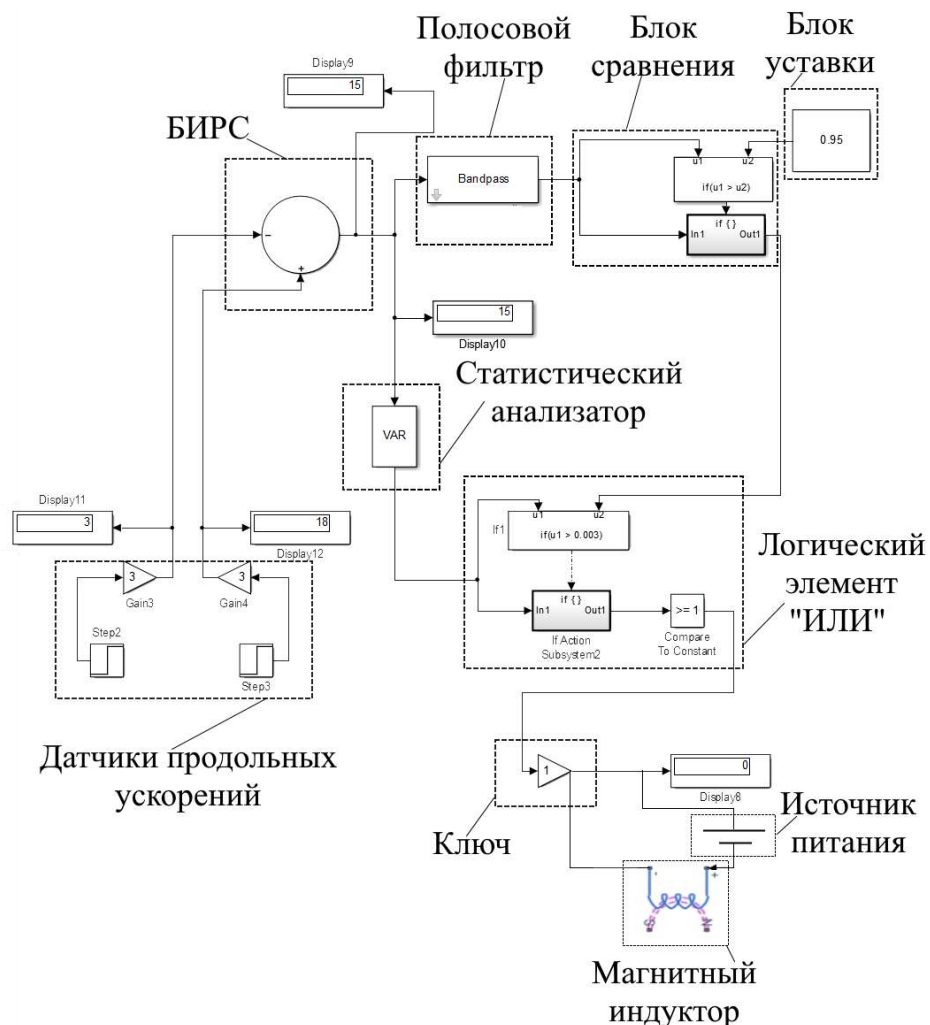 Полосовой
фильтр
Блок
сравнения
Блок
уставки
Display9
15
БИРС
−
+
Bandpass
u1 u2
if(u1 > u2)
if { }
In1 Out1
0.95
15
Display10
Статистический
анализатор
VAR
Display11
3
18
Display12
3
Gain3
3
Gain4
Step2
Step3
Датчики продольных
ускорений
If1
u1 u2
if(u1 > 0.003)
if { }
In1 Out1
If Action
Subsystem2
>= 1
Compare
To Constant
Логический
элемент
"ИЛИ"
1
Ключ
0
Display8
Источник
питания
- +
S N
Магнитный
индуктор